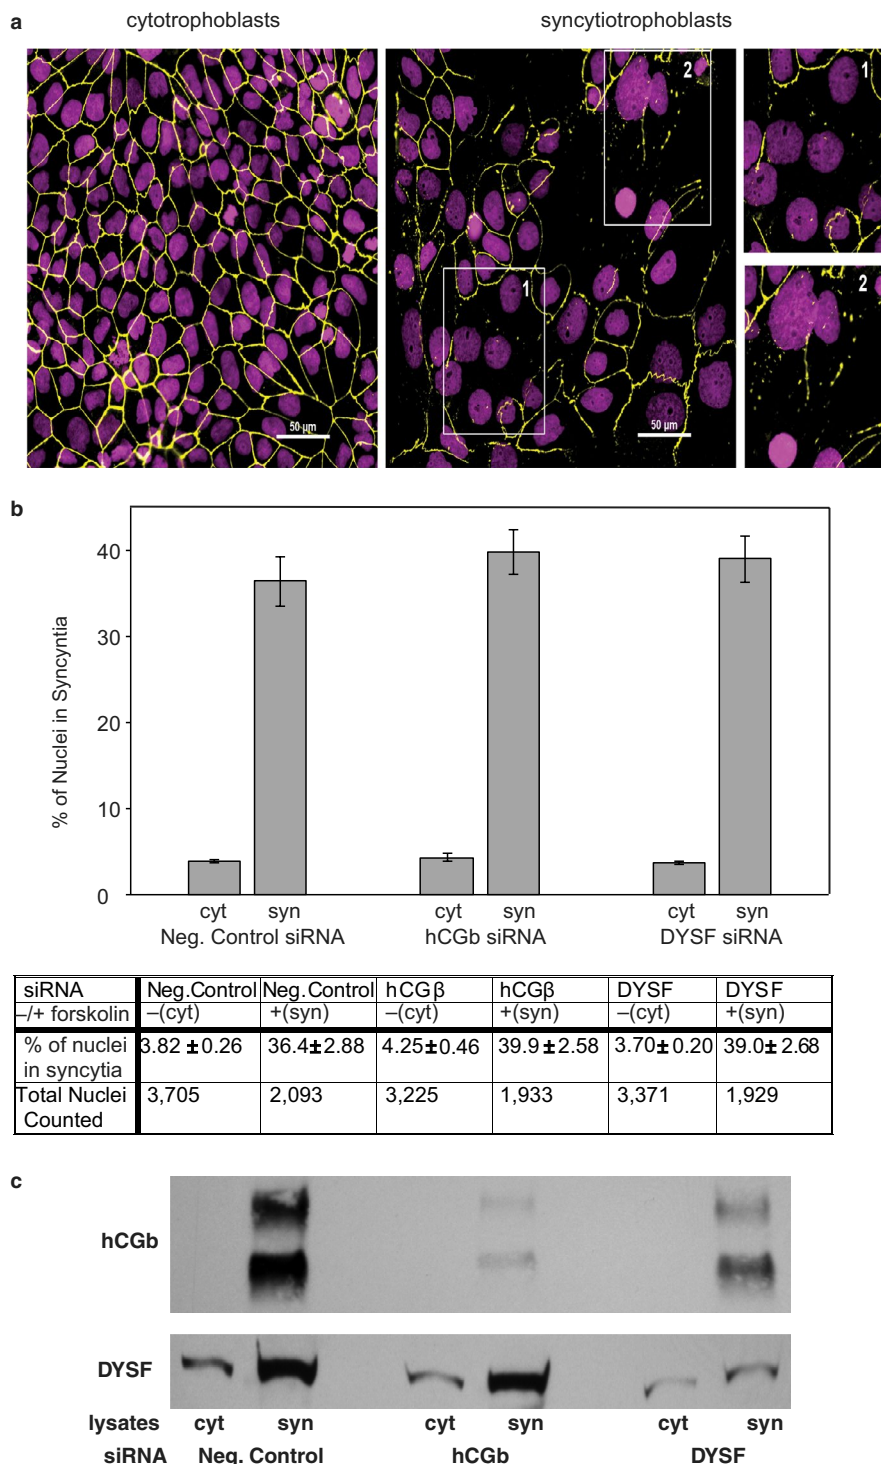 a
cytotrophoblasts
syncytiotrophoblasts
50 µm
2
1
50 µm
1
2
b
% of Nuclei in Syncyntia
40
30
20
10
0
cyt syn cyt syn cyt syn
Neg. Control siRNA hCGb siRNA DYSF siRNA
siRNA Neg.Control Neg.Control hCGβ hCGβ DYSF DYSF
–/+ forskolin –(cyt) +(syn) –(cyt) +(syn) –(cyt) +(syn)
% of nuclei in syncytia 3.82 ±0.26 36.4±2.88 4.25±0.46 39.9±2.58 3.70±0.20 39.0±2.68
Total Nuclei Counted 3,705 2,093 3,225 1,933 3,371 1,929
c
hCGb
DYSF
lysates cyt syn cyt syn cyt syn
siRNA Neg. Control hCGb DYSF